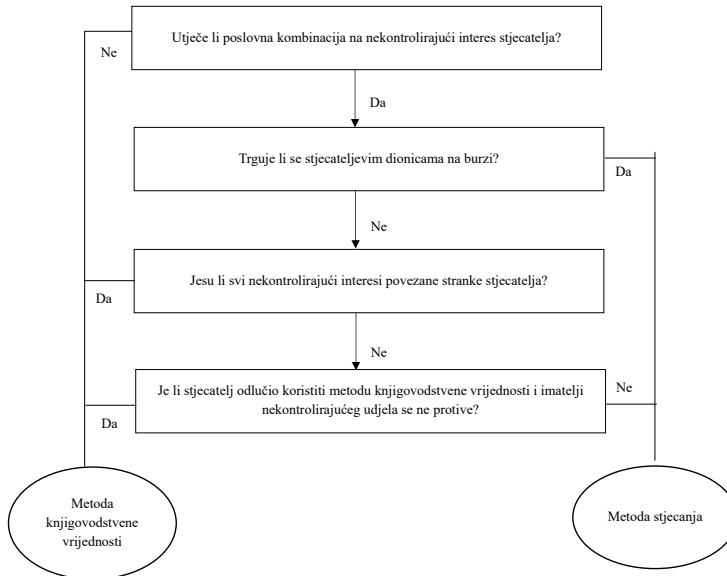 Utječe li poslovna kombinacija na nekontrolirajući interes stjecatelja?
Ne
Da
Trguje li se stjecateljevim dionicama na burzi?
Da
Ne
Jesu li svi nekontrolirajući interesi povezane stranke stjecatelja?
Da
Ne
Je li stjecatelj odlučio koristiti metodu knjigovodstvene vrijednosti i imatelji
nekontrolirajućeg udjela se ne protive?
Ne
Da
Metoda
knjigovodstvene
vrijednosti
Metoda stjecanja